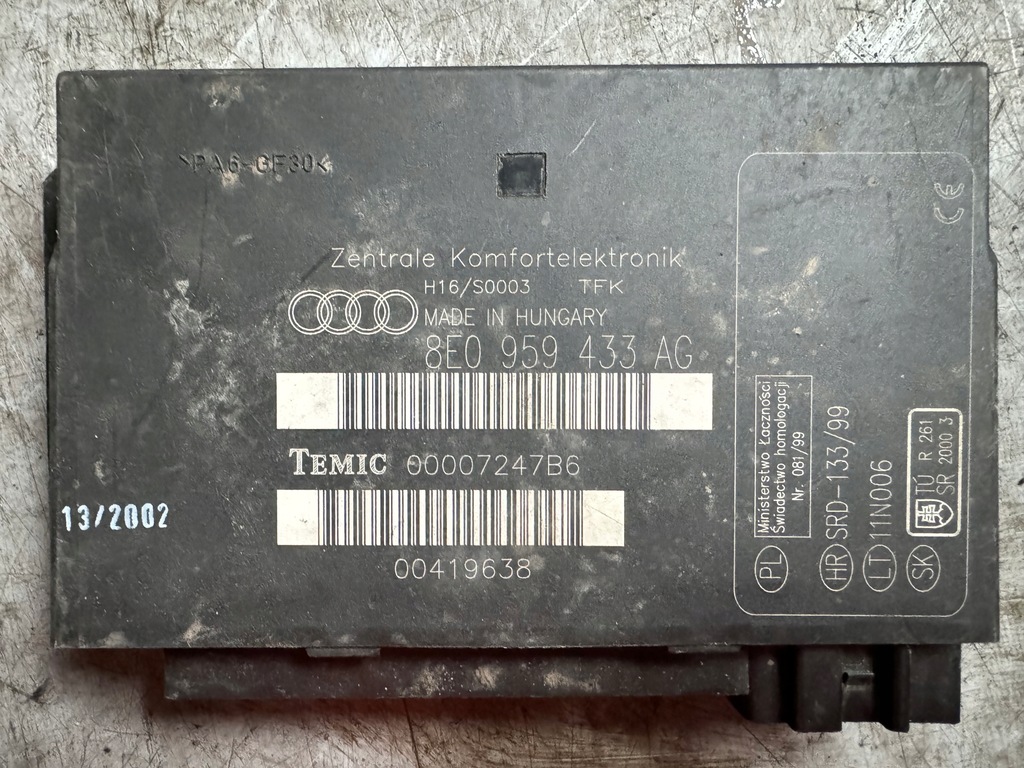 >PA6-GF30<
Zentrale Komfortelektronik
H16/S0003 TFK
MADE IN HUNGARY
8E0 959 433 AG
TEMIC 00007247B6
13/2002
00419638
CE
PL Ministerstwo Łączności
Świadectwo homologacji
Nr. 081/99
HR SRD-133/99
LT 11N006
SK TÚ R 261
SR 2000 3